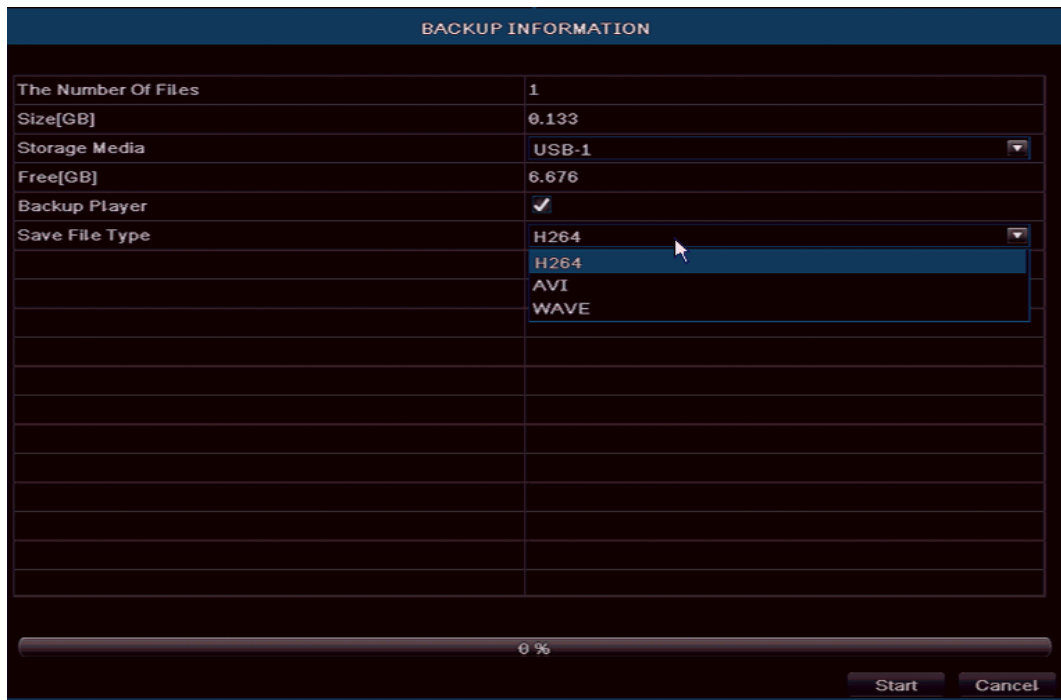 BACKUP INFORMATION
The Number Of Files 1
Size[GB] 0.133
Storage Media USB-1
Free[GB] 6.676
Backup Player
Save File Type H264
H264
AVI
WAVE
0 %
Start Cancel